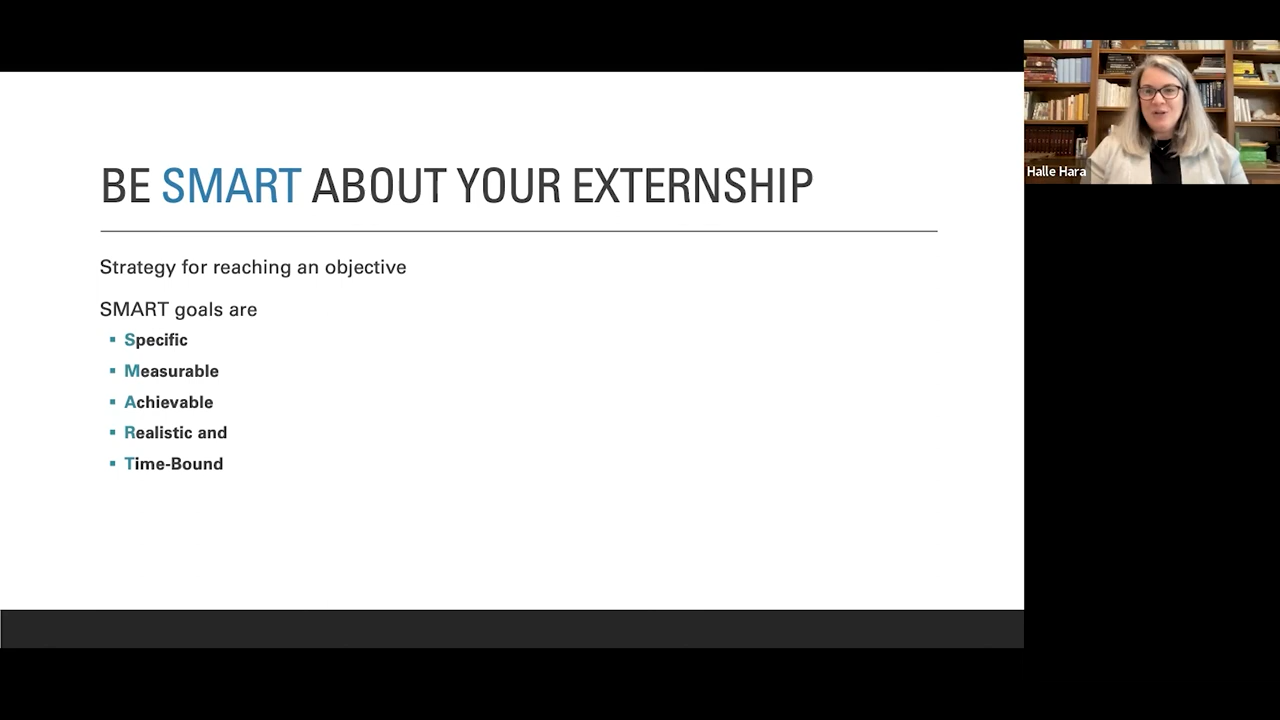 BE SMART ABOUT YOUR EXTERNSHIP
Strategy for reaching an objective
SMART goals are
▪ Specific
▪ Measurable
▪ Achievable
▪ Realistic and
▪ Time-Bound
Halle Hara